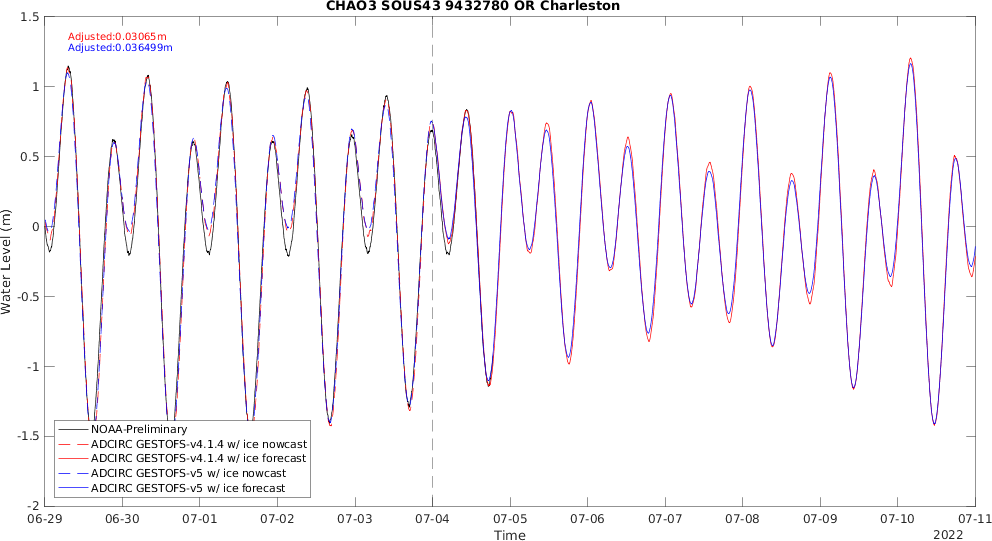 CHAO3 SOUS43 9432780 OR Charleston
Adjusted:0.03065m
Adjusted:0.036499m
Water Level (m)
1.5
1
0.5
0
-0.5
-1
-1.5
-2
NOAA-Preliminary
ADCIRC GESTOFS-v4.1.4 w/ ice nowcast
ADCIRC GESTOFS-v4.1.4 w/ ice forecast
ADCIRC GESTOFS-v5 w/ ice nowcast
ADCIRC GESTOFS-v5 w/ ice forecast
06-29 06-30 07-01 07-02 07-03 07-04 07-05 07-06 07-07 07-08 07-09 07-10 07-11
Time
2022